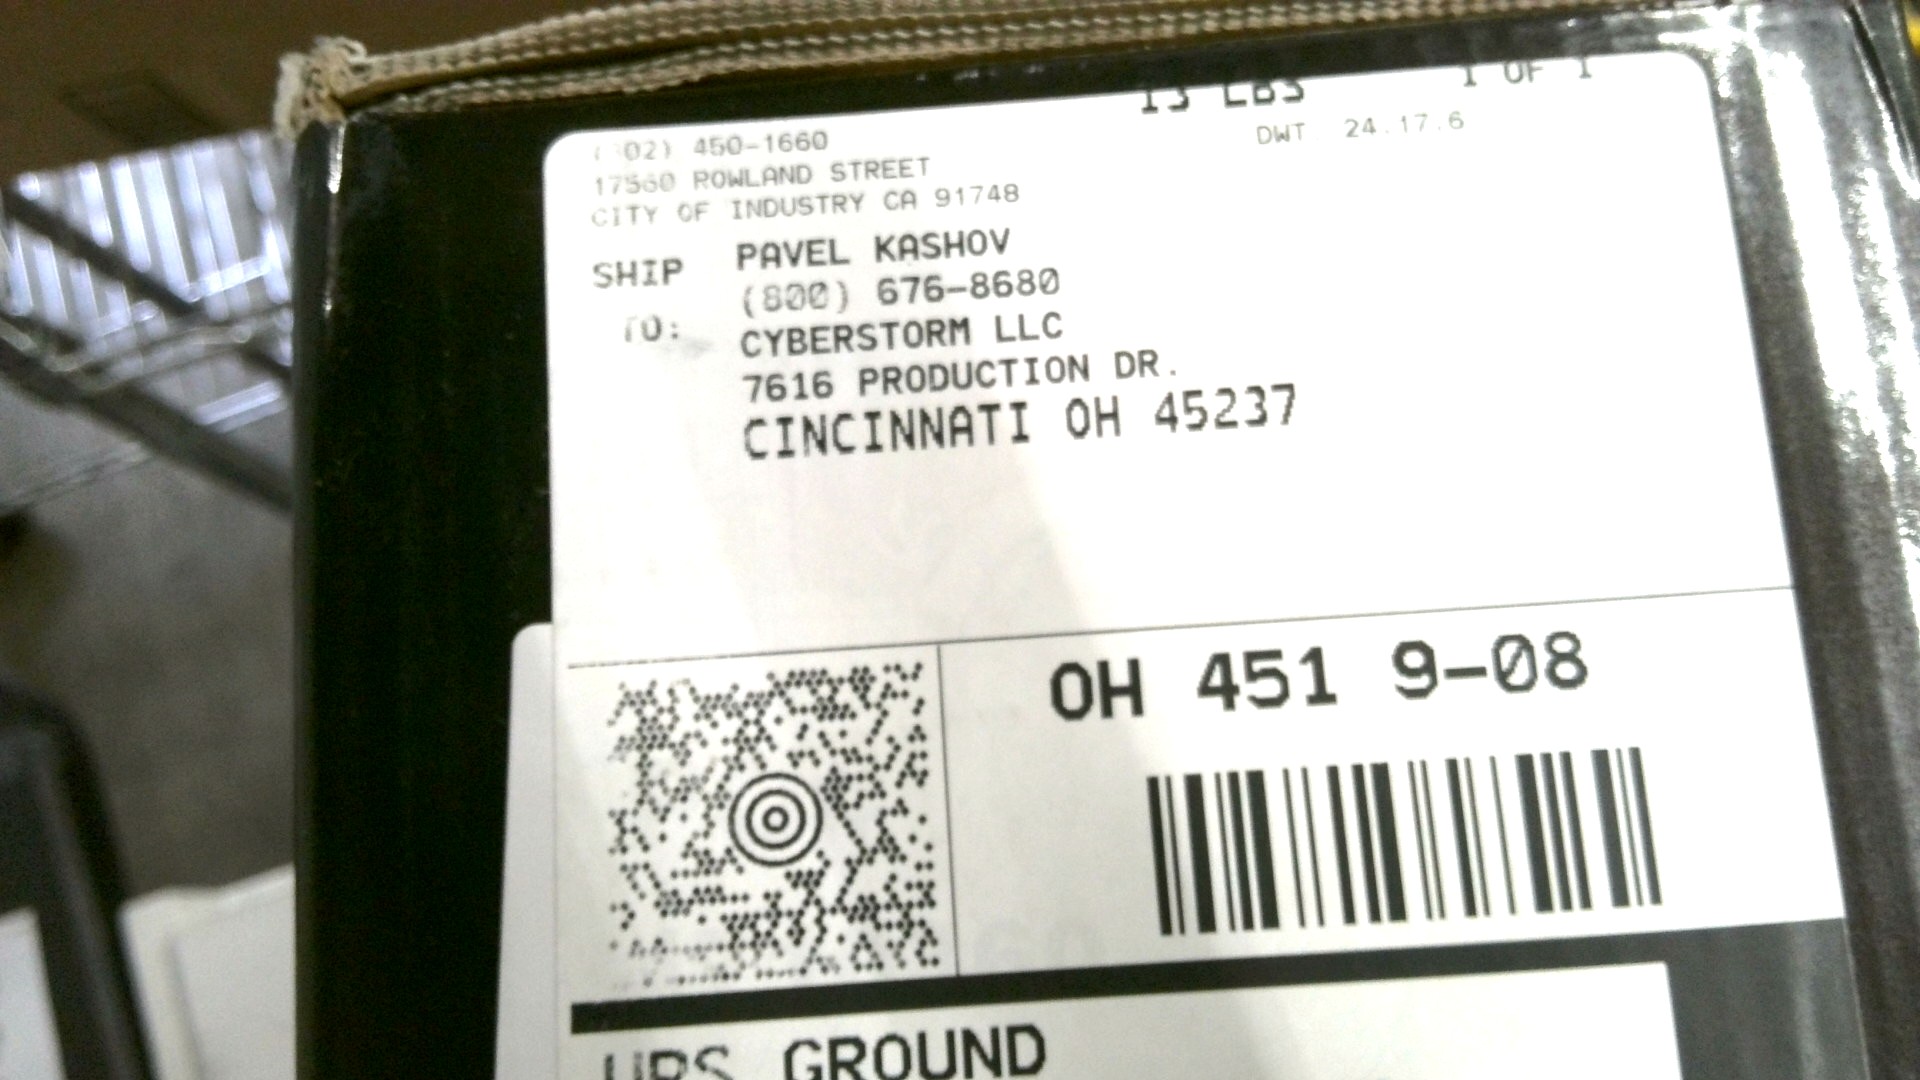 13 LBS 1 OF 1
DWT 24.17.6
02) 450-1660
ROWLAND STREET
CITY OF INDUSTRY CA 91748
SHIP TO:
PAVEL KASHOV
(800) 676-8680
CYBERSTORM LLC
7616 PRODUCTION DR.
CINCINNATI OH 45237
OH 451 9-08
UPS GROUND